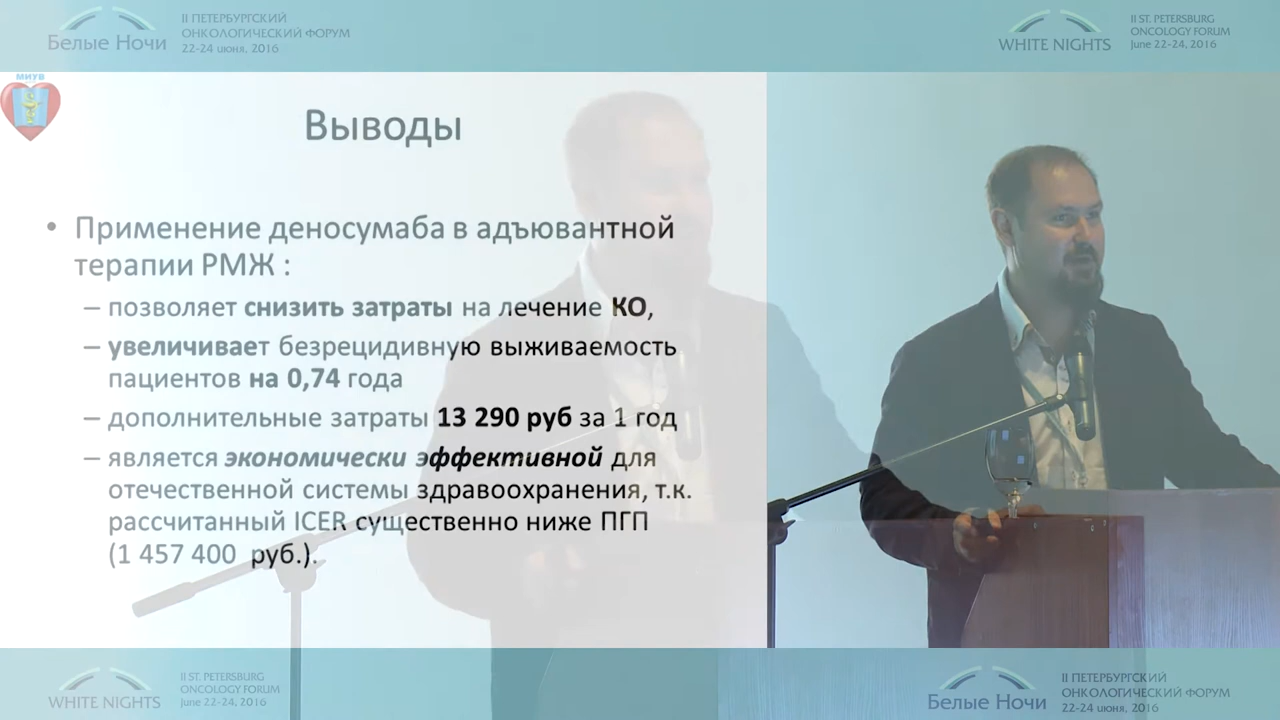 Белые Ночи
II ПЕТЕРБУРГСКИЙ
ОНКОЛОГИЧЕСКИЙ ФОРУМ
22-24 июня, 2016
WHITE NIGHTS
II ST. PETERSBURG
ONCOLOGY FORUM
June 22-24, 2016
МИУВ
Выводы
• Применение деносумаба в адъювантной
терапии РМЖ :
– позволяет снизить затраты на лечение КО,
– увеличивает безрецидивную выживаемость
пациентов на 0,74 года
– дополнительные затраты 13 290 руб за 1 год
– является экономически эффективной для
отечественной системы здравоохранения, т.к.
рассчитанный ICER существенно ниже ПГП
(1 457 400 руб.).
WHITE NIGHTS
II ST. PETERSBURG
ONCOLOGY FORUM
June 22-24, 2016
Белые Ночи
II ПЕТЕРБУРГСКИЙ
ОНКОЛОГИЧЕСКИЙ ФОРУМ
22-24 июня, 2016